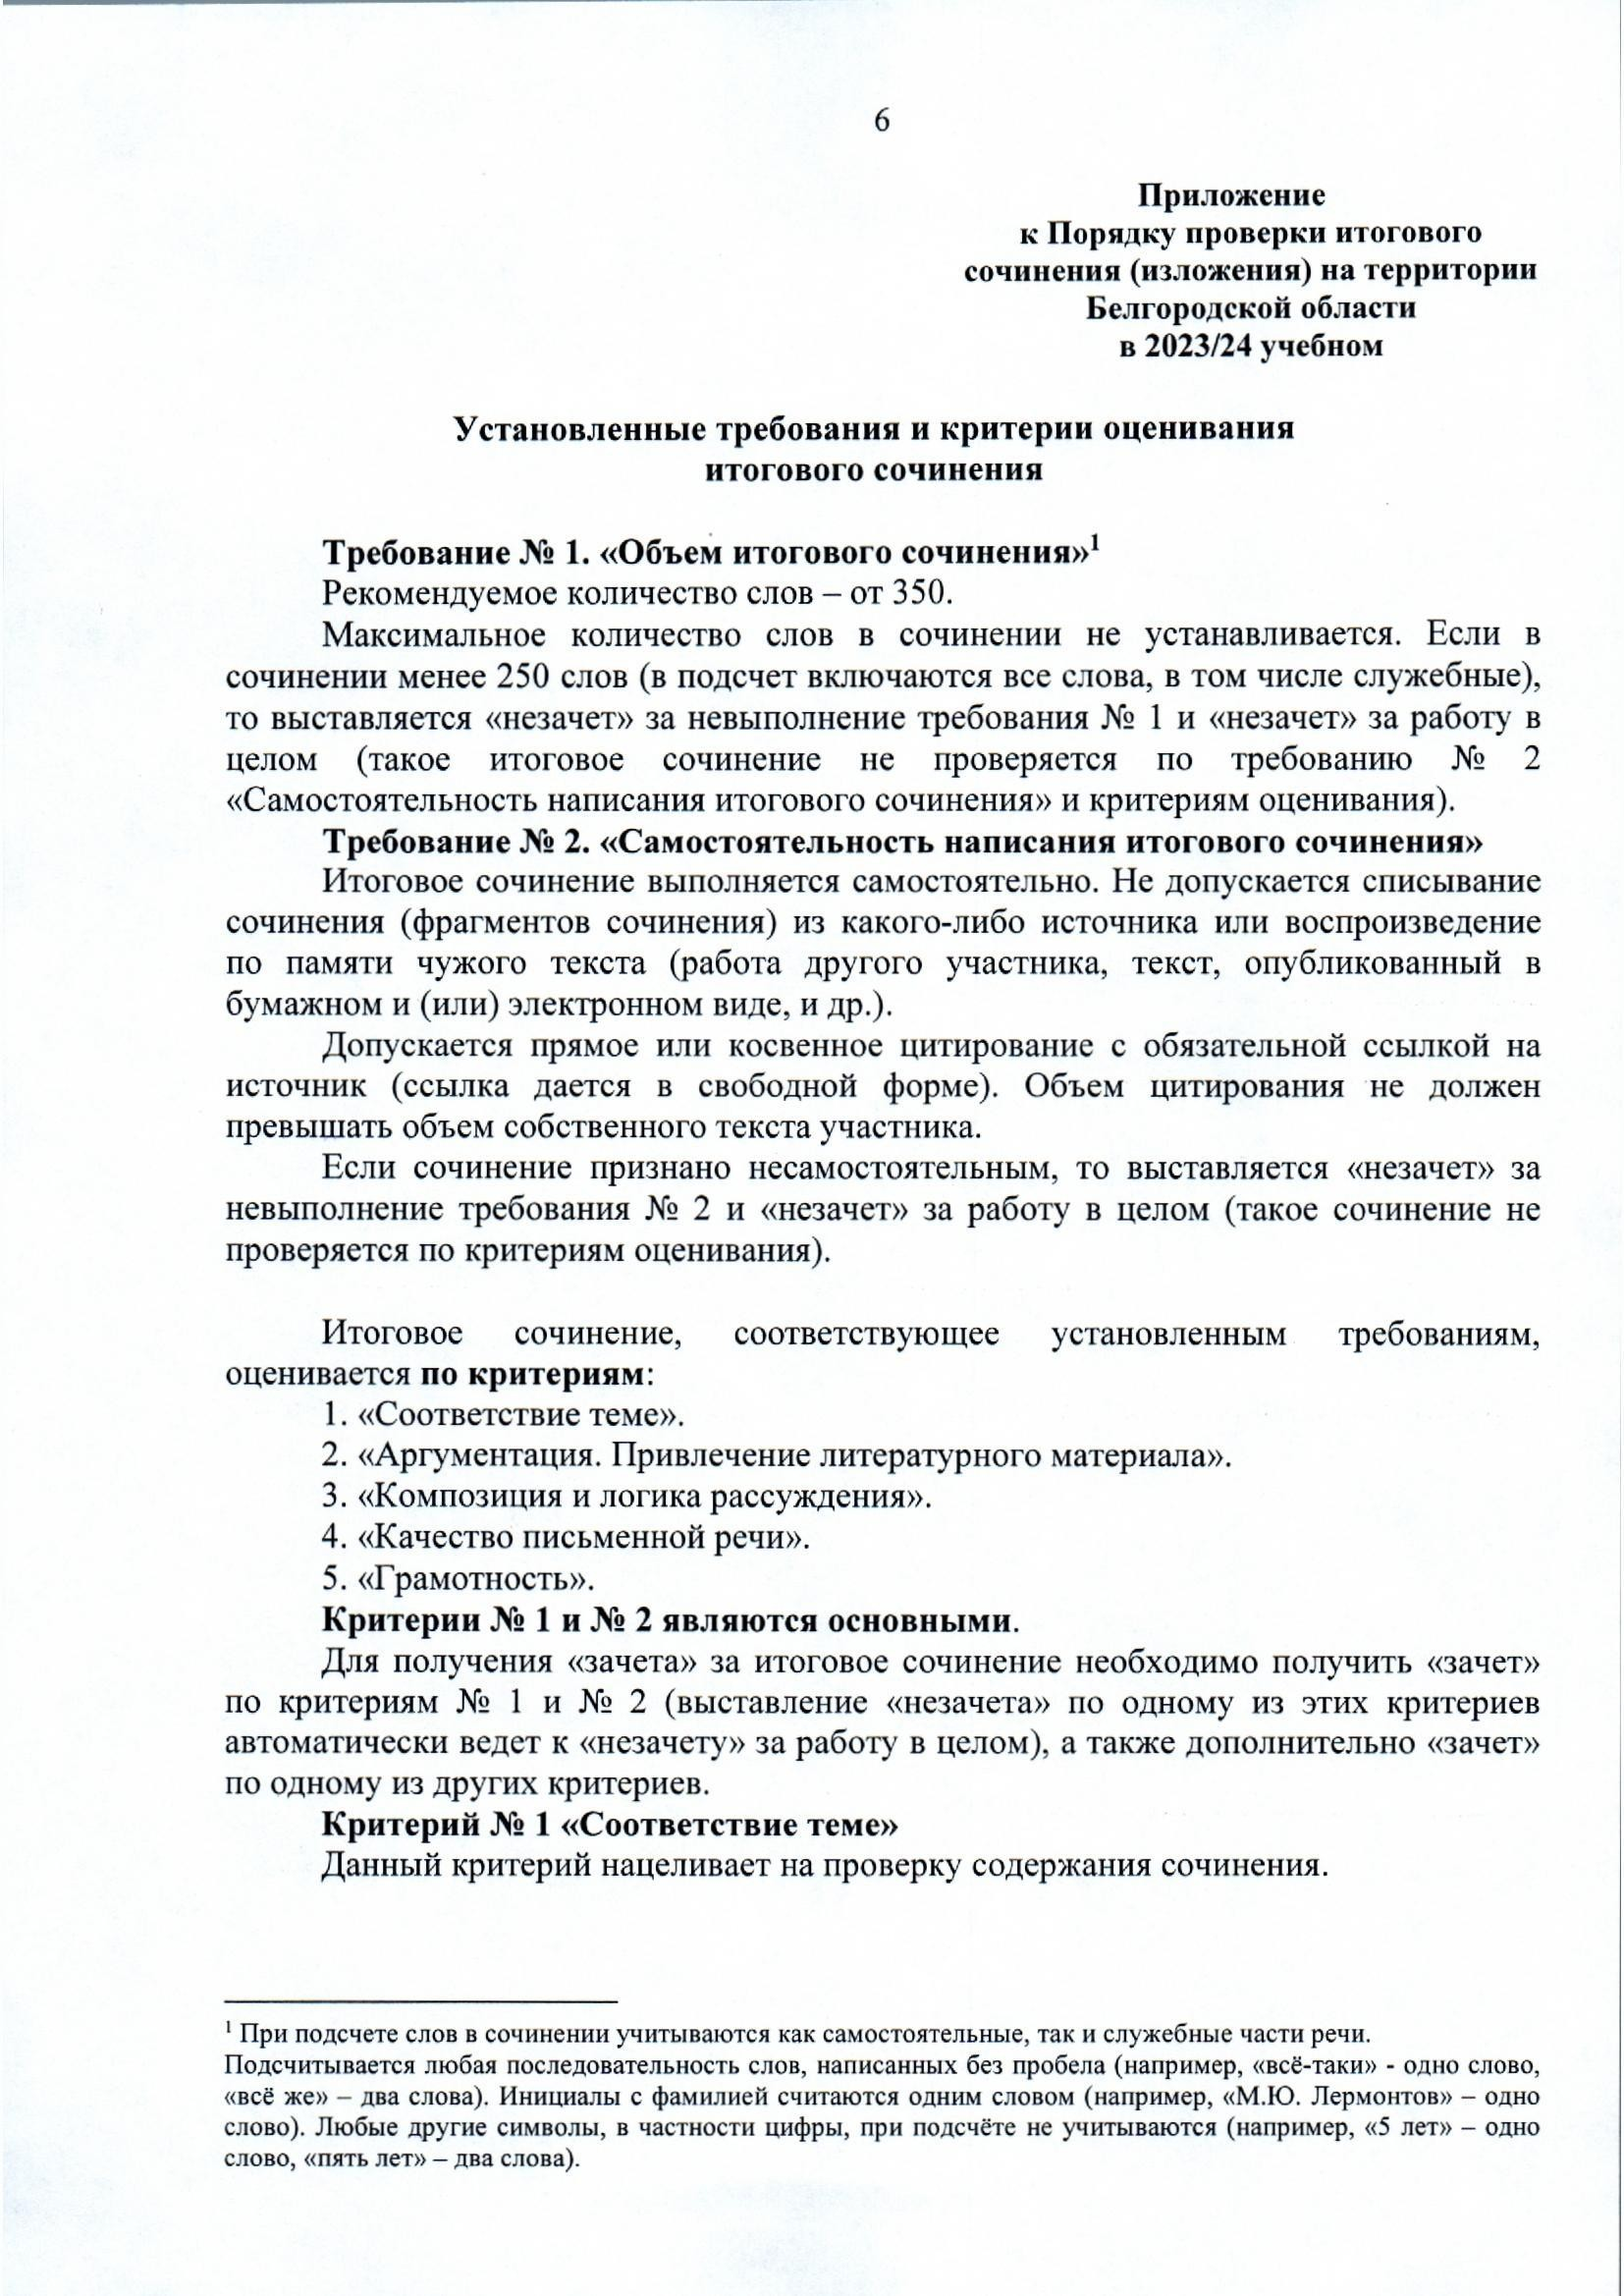 6
Приложение
к Порядку проверки итогового
сочинения (изложения) на территории
Белгородской области
в 2023/24 учебном
Установленные требования и критерии оценивания
итогового сочинения
Требование № 1. «Объем итогового сочинения»¹
Рекомендуемое количество слов – от 350.
Максимальное количество слов в сочинении не устанавливается. Если в
сочинении менее 250 слов (в подсчет включаются все слова, в том числе служебные),
то выставляется «незачет» за невыполнение требования № 1 и «незачет» за работу в
целом (такое итоговое сочинение не проверяется по требованию № 2
«Самостоятельность написания итогового сочинения» и критериям оценивания).
Требование № 2. «Самостоятельность написания итогового сочинения»
Итоговое сочинение выполняется самостоятельно. Не допускается списывание
сочинения (фрагментов сочинения) из какого-либо источника или воспроизведение
по памяти чужого текста (работа другого участника, текст, опубликованный в
бумажном и (или) электронном виде, и др.).
Допускается прямое или косвенное цитирование с обязательной ссылкой на
источник (ссылка дается в свободной форме). Объем цитирования не должен
превышать объем собственного текста участника.
Если сочинение признано несамостоятельным, то выставляется «незачет» за
невыполнение требования № 2 и «незачет» за работу в целом (такое сочинение не
проверяется по критериям оценивания).
Итоговое сочинение, соответствующее установленным требованиям,
оценивается по критериям:
1. «Соответствие теме».
2. «Аргументация. Привлечение литературного материала».
3. «Композиция и логика рассуждения».
4. «Качество письменной речи».
5. «Грамотность».
Критерии № 1 и № 2 являются основными.
Для получения «зачета» за итоговое сочинение необходимо получить «зачет»
по критериям № 1 и № 2 (выставление «незачета» по одному из этих критериев
автоматически ведет к «незачету» за работу в целом), а также дополнительно «зачет»
по одному из других критериев.
Критерий № 1 «Соответствие теме»
Данный критерий нацеливает на проверку содержания сочинения.
¹ При подсчете слов в сочинении учитываются как самостоятельные, так и служебные части речи.
Подсчитывается любая последовательность слов, написанных без пробела (например, «всё-таки» - одно слово,
«всё же» – два слова). Инициалы с фамилией считаются одним словом (например, «М.Ю. Лермонтов» – одно
слово). Любые другие символы, в частности цифры, при подсчёте не учитываются (например, «5 лет» – одно
слово, «пять лет» – два слова).